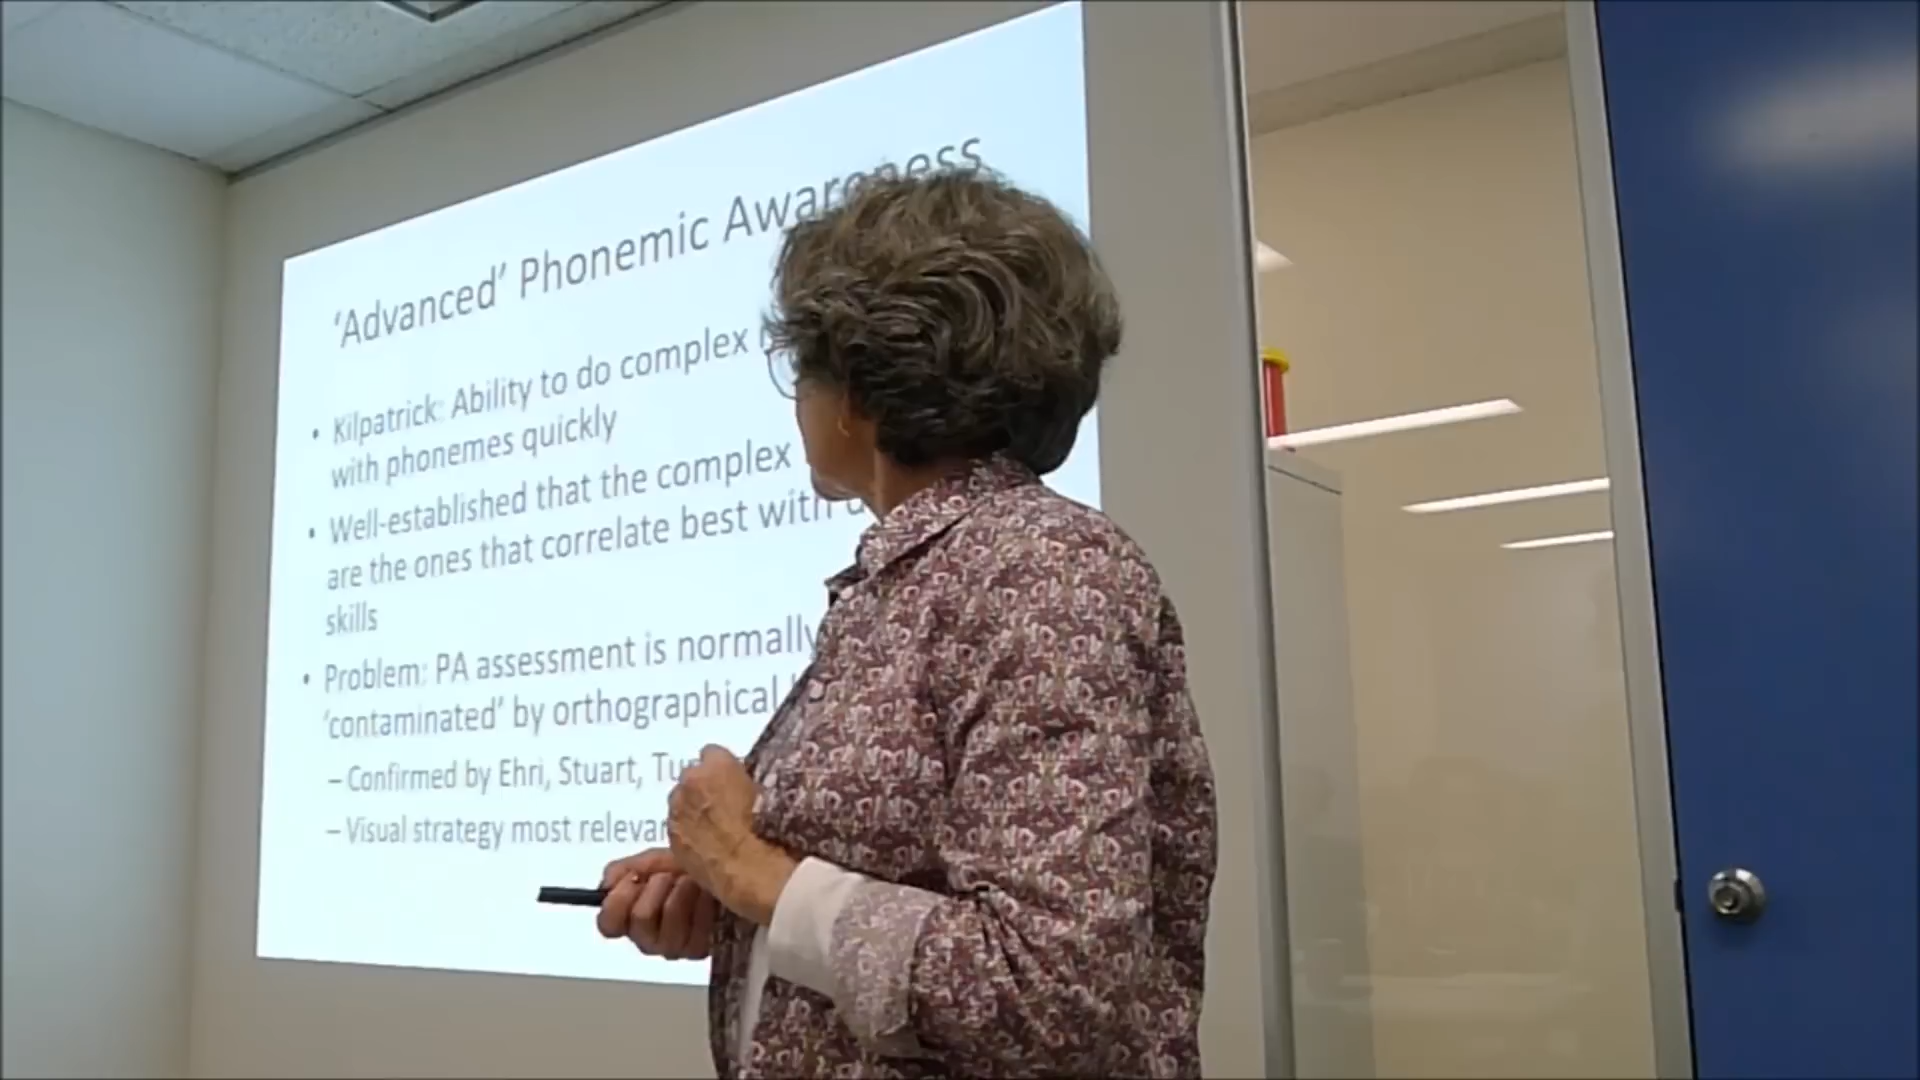 'Advanced' Phonemic Awareness
• Kilpatrick: Ability to do complex
with phonemes quickly
• Well-established that the complex
are the ones that correlate best with
skills
• Problem: PA assessment is normally
'contaminated' by orthographical
– Confirmed by Ehri, Stuart,
– Visual strategy most